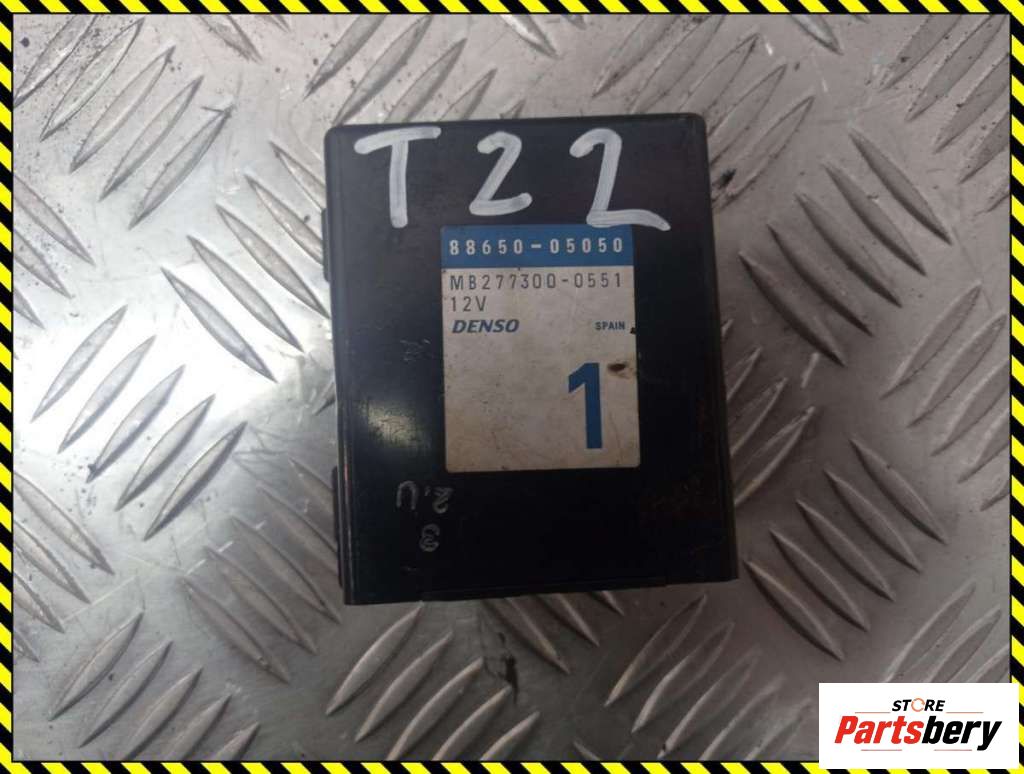 T22
88650-05050
MB277300-0551
12V
DENSO SPAIN
1
STORE
Partsbery